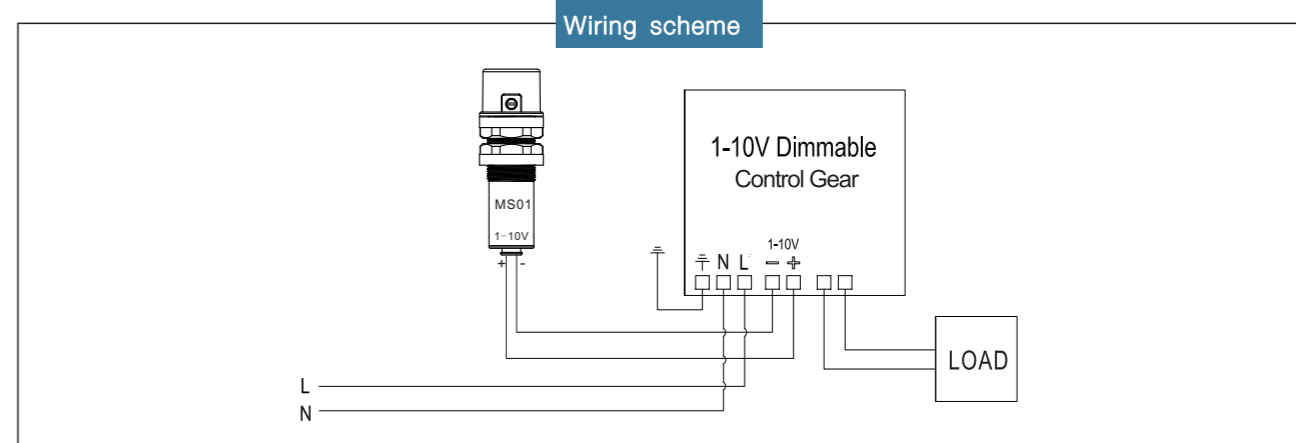 Wiring scheme
1-10V Dimmable
Control Gear
MS01
1-10V
+ -
1-10V
N L - +
LOAD
L
N